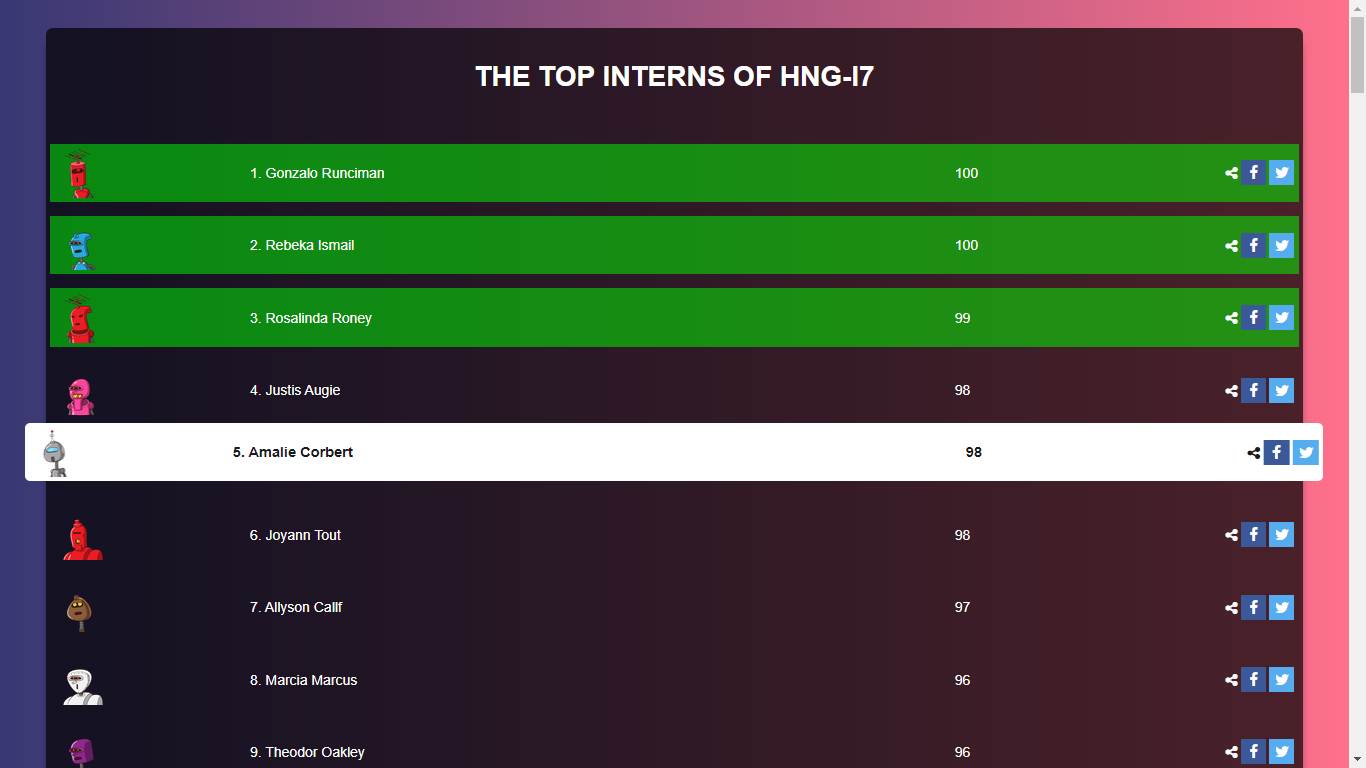 THE TOP INTERNS OF HNG-I7
1. Gonzalo Runciman 100
2. Rebeka Ismail 100
3. Rosalinda Roney 99
4. Justis Augie 98
5. Amalie Corbert 98
6. Joyann Tout 98
7. Allyson Callf 97
8. Marcia Marcus 96
9. Theodor Oakley 96